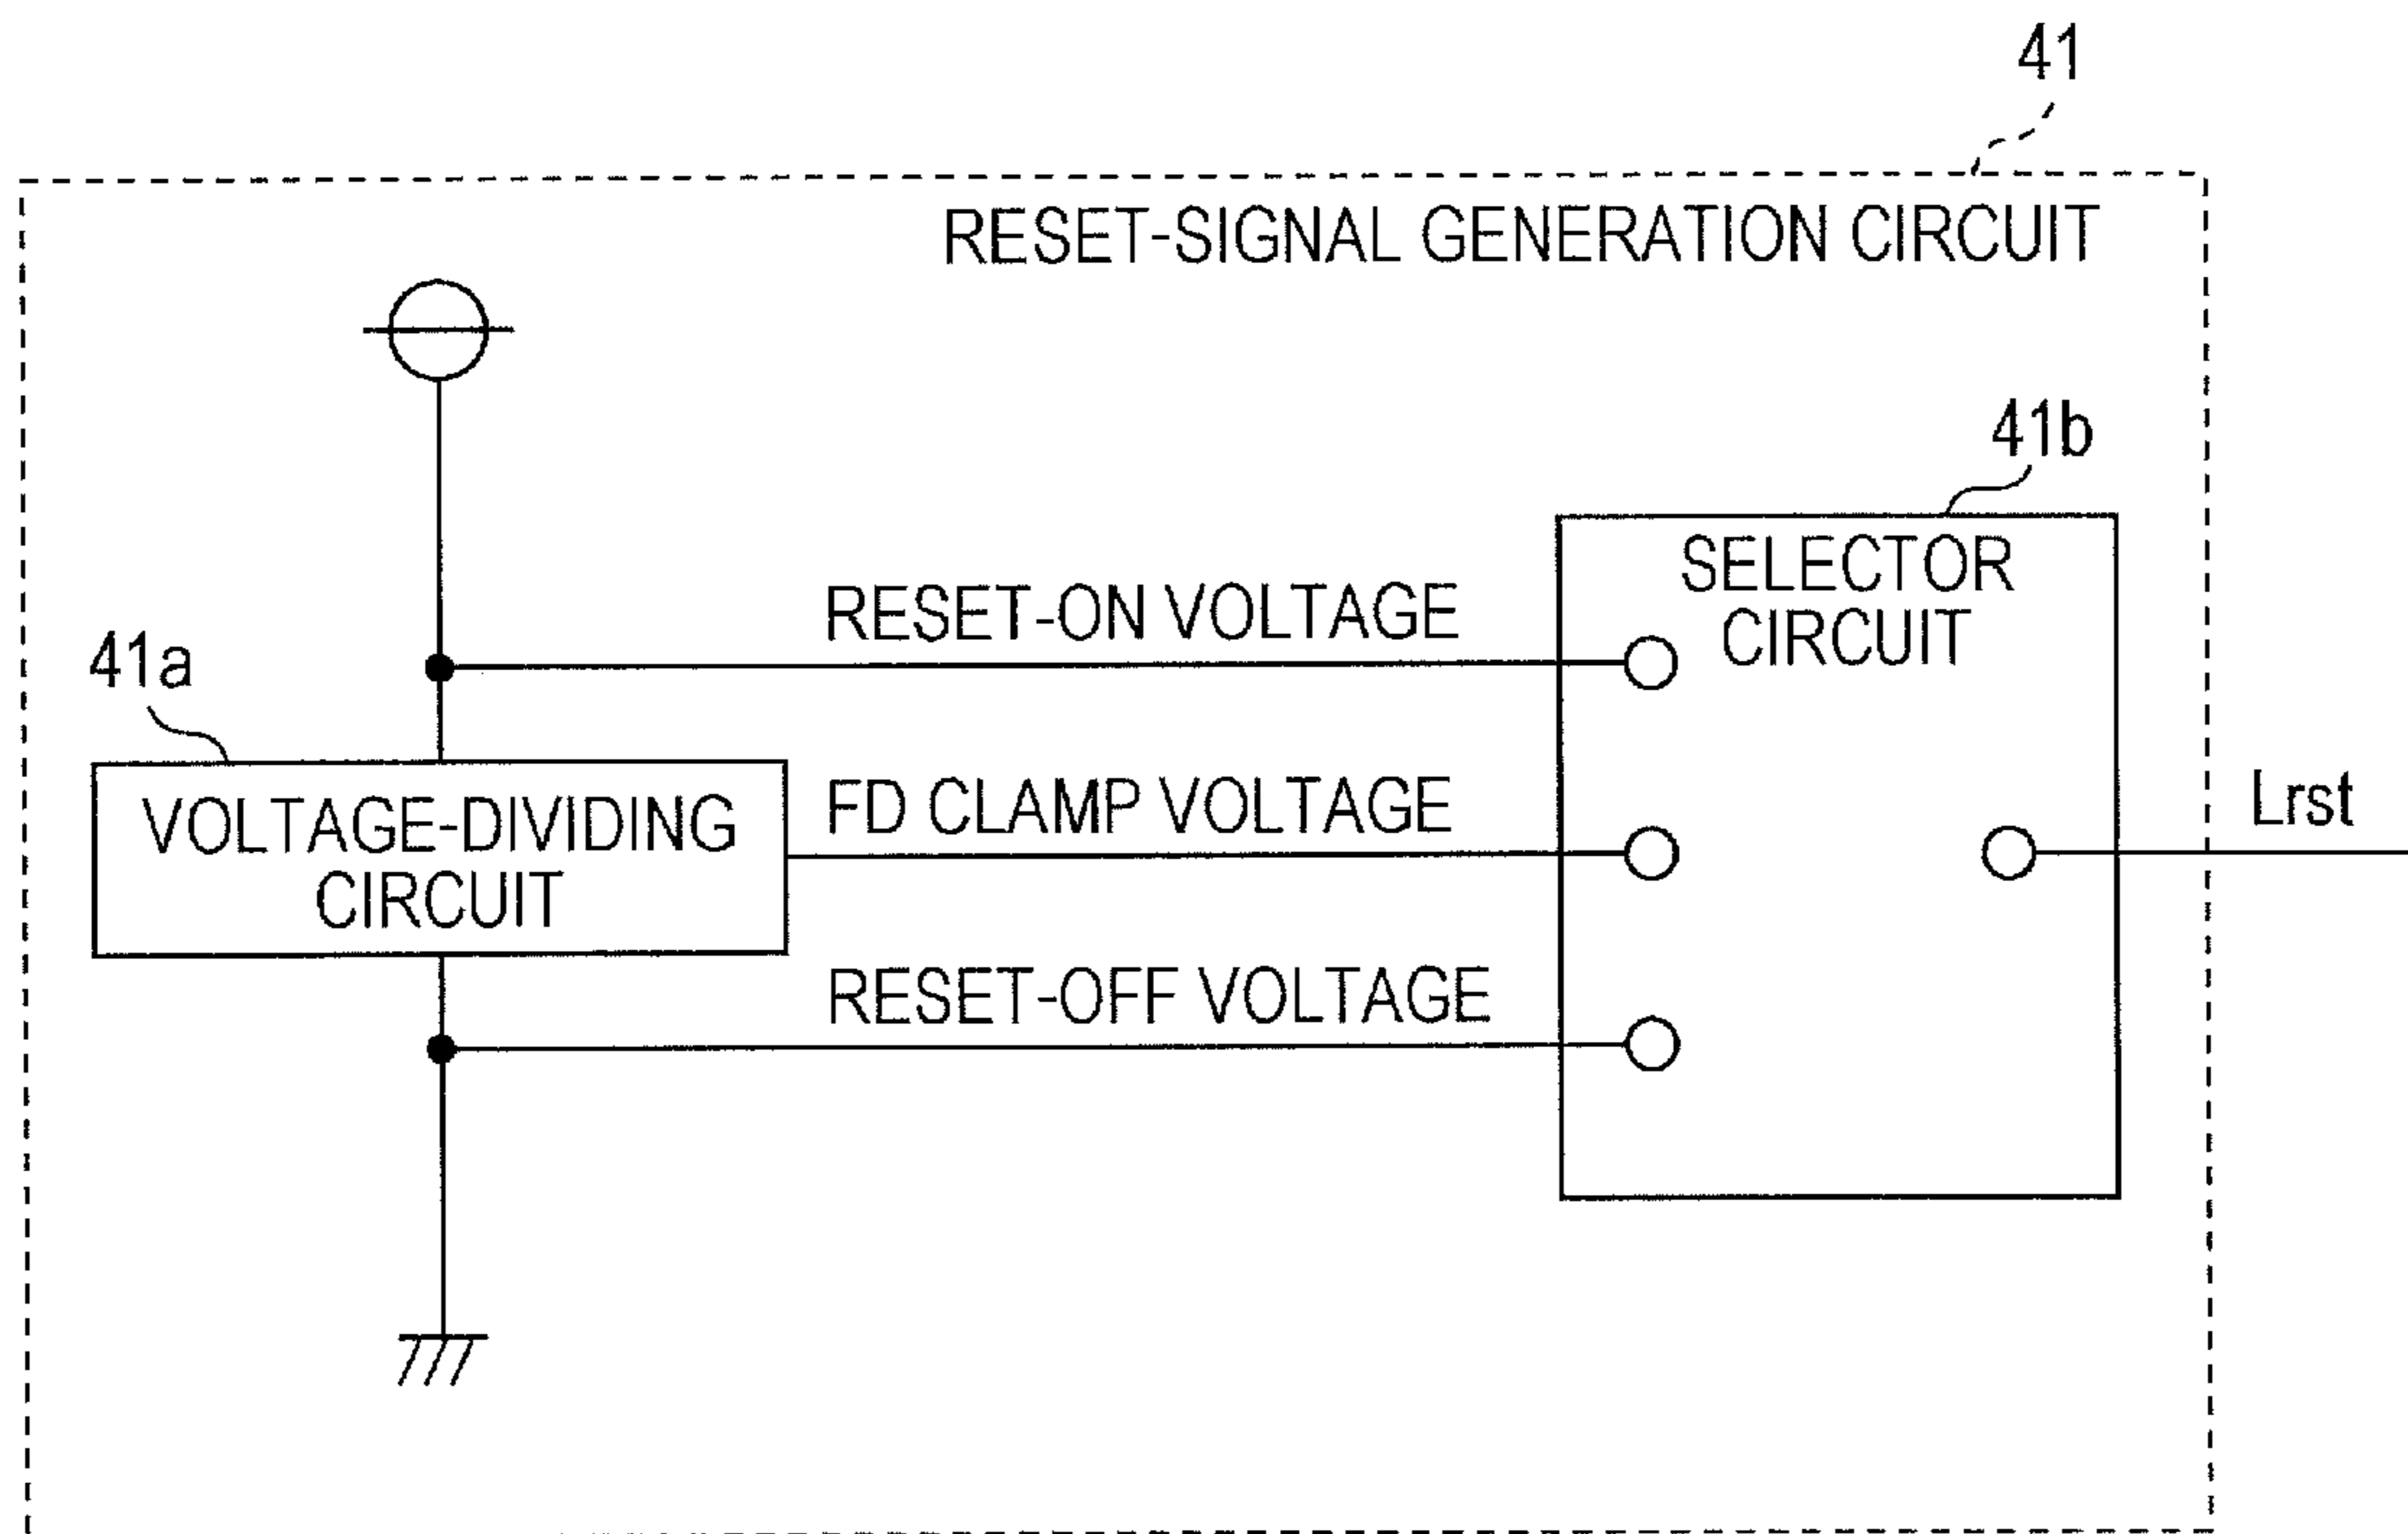 41
RESET-SIGNAL GENERATION CIRCUIT
41b
SELECTOR
CIRCUIT
RESET-ON VOLTAGE
41a
VOLTAGE-DIVIDING
CIRCUIT
FD CLAMP VOLTAGE
Lrst
RESET-OFF VOLTAGE